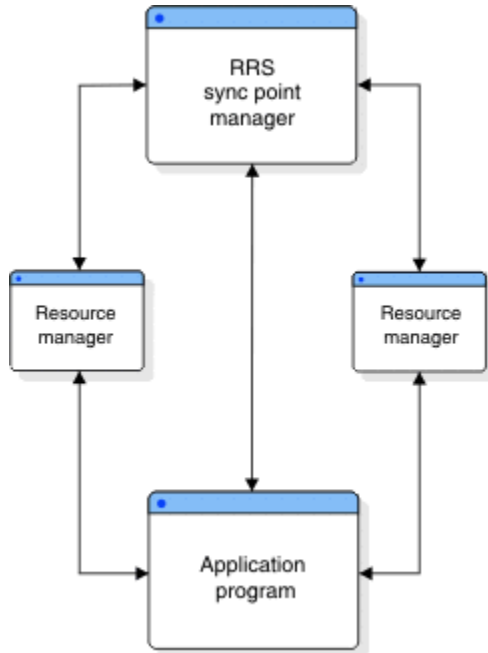 RRS
sync point
manager
Resource
manager
Resource
manager
Application
program